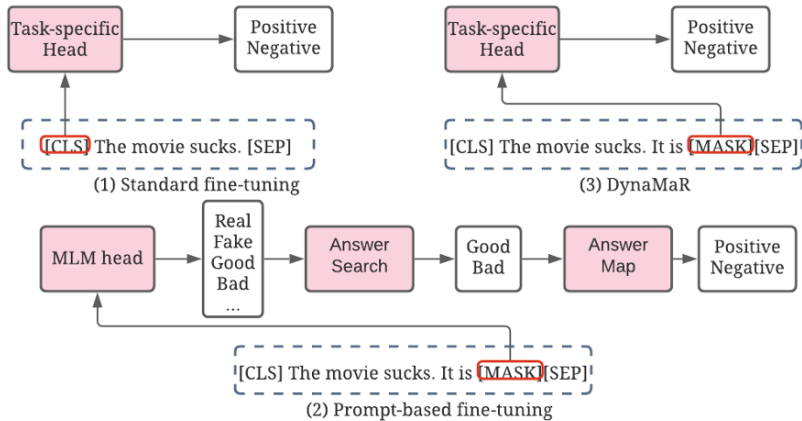 Task-specific
Head
Positive
Negative
[CLS] The movie sucks. [SEP]
(1) Standard fine-tuning
Task-specific
Head
Positive
Negative
[CLS] The movie sucks. It is [MASK][SEP]
(3) DynaMaR
MLM head
Real
Fake
Good
Bad
...
Answer
Search
Good
Bad
Answer
Map
Positive
Negative
[CLS] The movie sucks. It is [MASK][SEP]
(2) Prompt-based fine-tuning